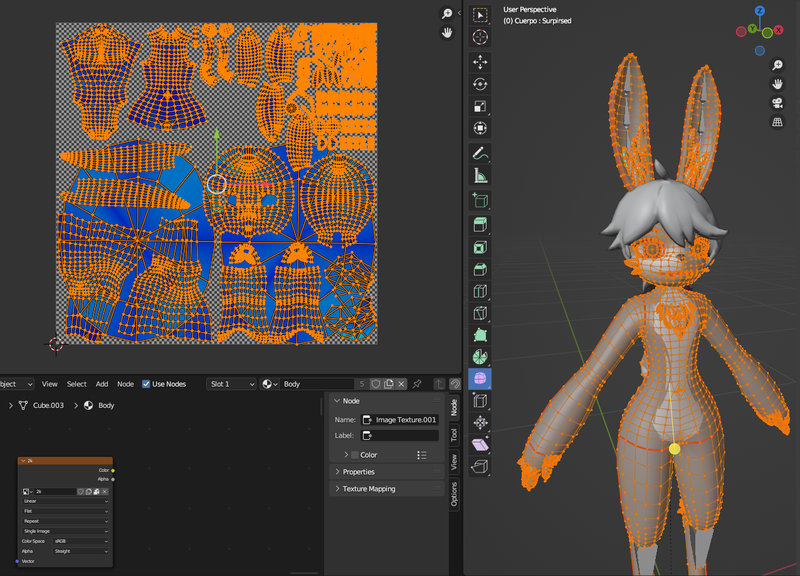 User Perspective
(0) Cuerpo : Surpirsed
Z
Y
X
bject
View
Select
Add
Node
Use Nodes
Slot 1
Body
5
Cube.003
Body
Node
Name:
Image Texture.001
Label:
Color
Properties
Texture Mapping
Node
Tool
View
Options
2k
Color
Alpha
2k
Linear
Flat
Repeat
Single Image
Color Space
sRGB
Alpha
Straight
Vector